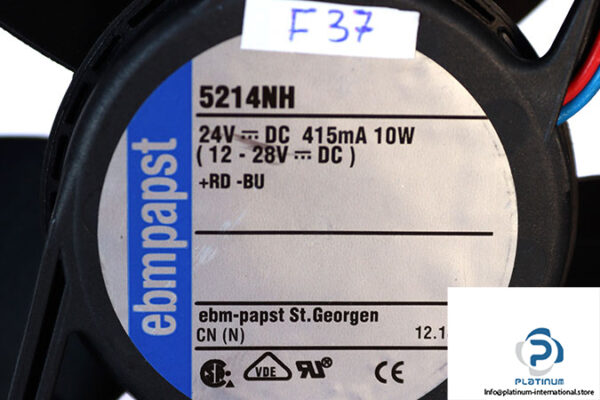 F 37
5214NH
24V ⎓ DC 415mA 10W
( 12 - 28V ⎓ DC )
+RD -BU
ebmpapst
ebm-papst St.Georgen
CN (N) 12.1
VDE
CE
PLATINUM
Info@platinum-international.store